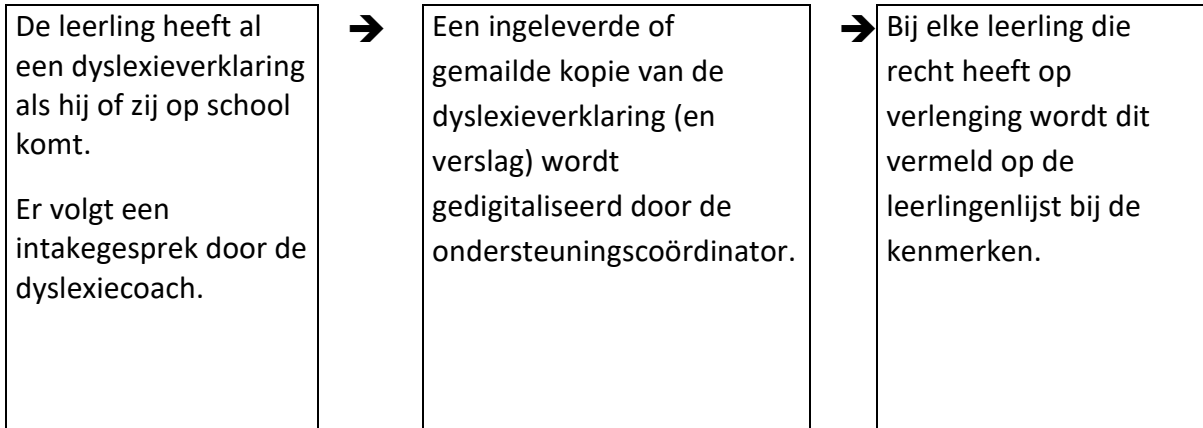 De leerling heeft al
een dyslexieverklaring
als hij of zij op school
komt.
Er volgt een
intakegesprek door de
dyslexiecoach.
➔
Een ingeleverde of
gemailde kopie van de
dyslexieverklaring (en
verslag) wordt
gedigitaliseerd door de
ondersteuningscoördinator.
➔
Bij elke leerling die
recht heeft op
verlenging wordt dit
vermeld op de
leerlingenlijst bij de
kenmerken.